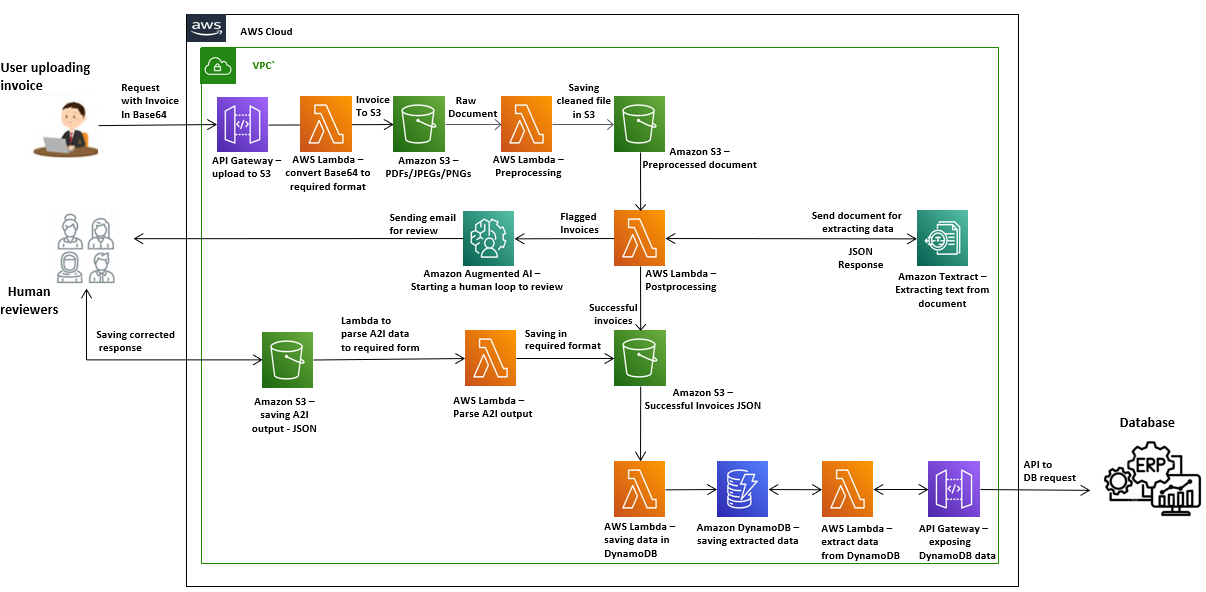 aws
AWS Cloud
VPC`
User uploading
invoice
Request
with Invoice
In Base64
Invoice
To S3
Raw
Document
Saving
cleaned file
in S3
API Gateway –
upload to S3
AWS Lambda –
convert Base64 to
required format
Amazon S3 –
PDFs/JPEGs/PNGs
AWS Lambda –
Preprocessing
Amazon S3 –
Preprocessed document
Sending email
for review
Flagged
Invoices
Send document for
extracting data
JSON
Response
Amazon Augmented AI –
Starting a human loop to review
AWS Lambda –
Postprocessing
Amazon Textract –
Extracting text from
document
Human
reviewers
Successful
invoices
Saving corrected
response
Lambda to
parse A2I data
to required form
Saving in
required format
Amazon S3 –
saving A2I
output - JSON
AWS Lambda –
Parse A2I output
Amazon S3 –
Successful Invoices JSON
Database
ERP
API to
DB request
AWS Lambda –
saving data in
DynamoDB
Amazon DynamoDB –
saving extracted data
AWS Lambda –
extract data
from DynamoDB
API Gateway –
exposing
DynamoDB data